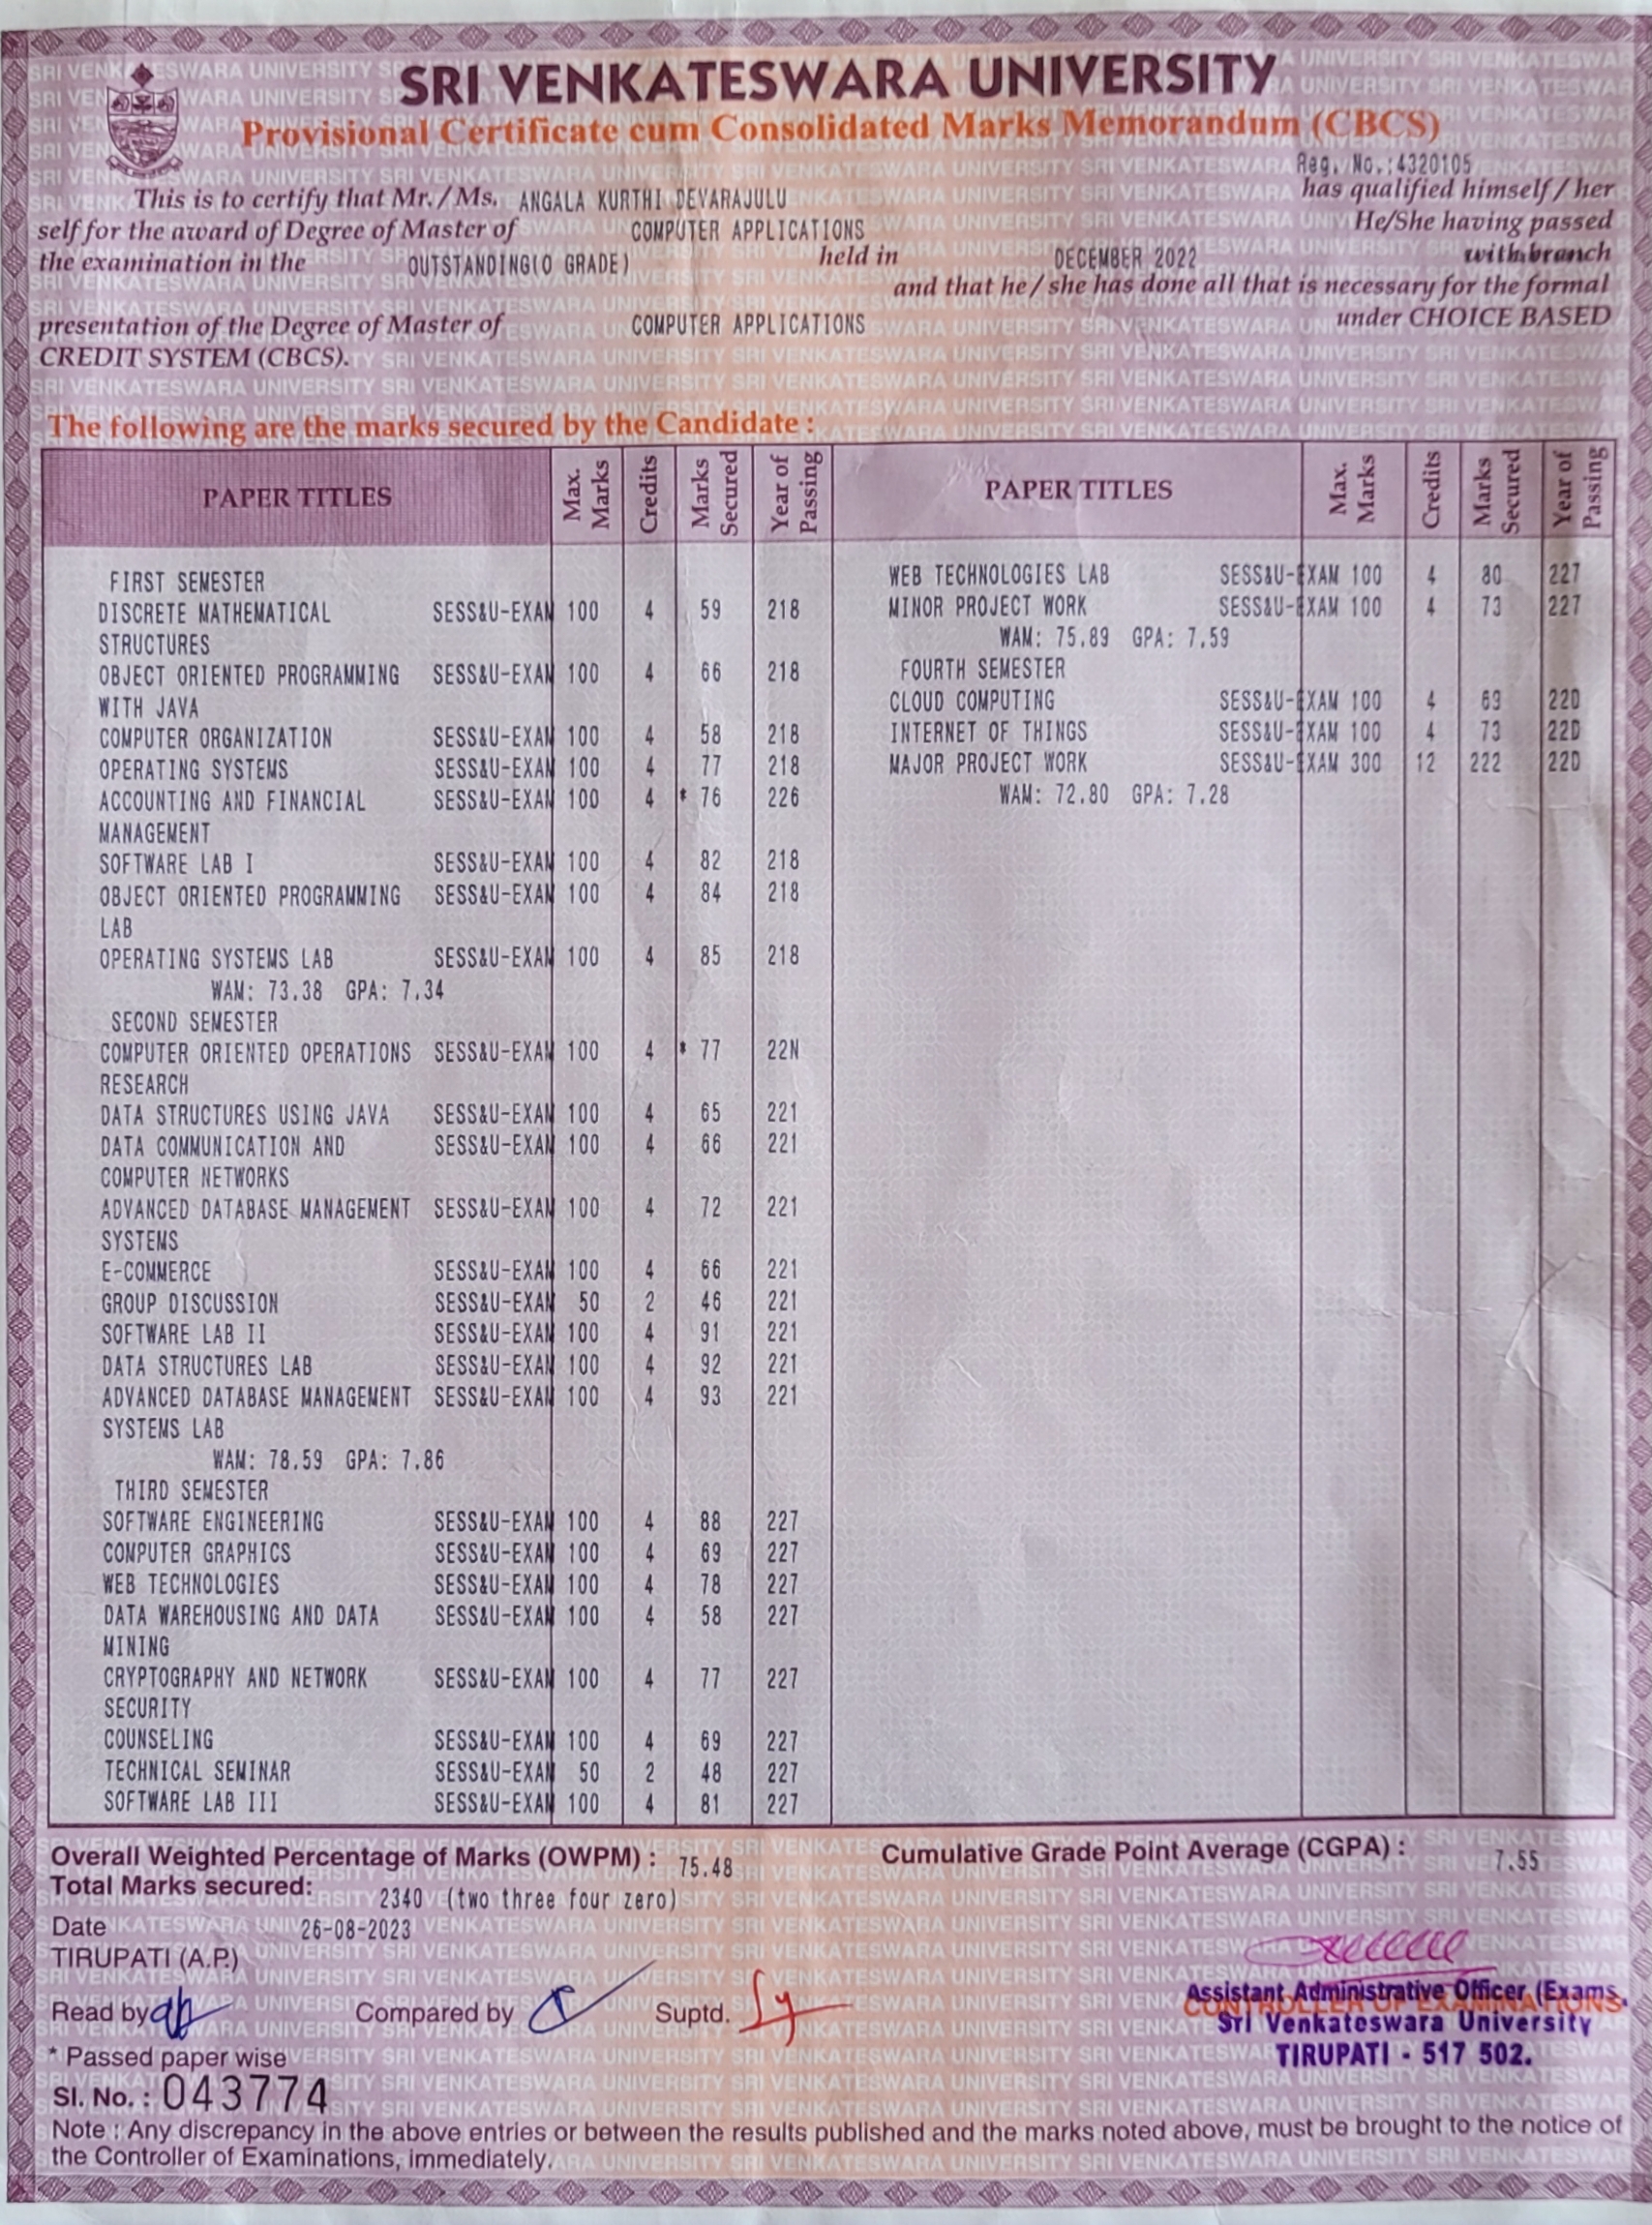 SRI VENKATESWARA UNIVERSITY
Provisional Certificate cum Consolidated Marks Memorandum (CBCS)
Reg. No.:4320105
This is to certify that Mr./Ms. ANGALA KURTHI DEVARAJULU has qualified himself/her
self for the award of Degree of Master of COMPUTER APPLICATIONS He/She having passed
the examination in the OUTSTANDING(O GRADE) held in DECEMBER 2022 with branch
and that he/she has done all that is necessary for the formal
presentation of the Degree of Master of COMPUTER APPLICATIONS under CHOICE BASED
CREDIT SYSTEM (CBCS).
The following are the marks secured by the Candidate :
PAPER TITLES Max. Marks Credits Marks Secured Year of Passing
FIRST SEMESTER
DISCRETE MATHEMATICAL SESS&U-EXAM 100 4 59 218
STRUCTURES
OBJECT ORIENTED PROGRAMMING SESS&U-EXAM 100 4 66 218
WITH JAVA
COMPUTER ORGANIZATION SESS&U-EXAM 100 4 58 218
OPERATING SYSTEMS SESS&U-EXAM 100 4 77 218
ACCOUNTING AND FINANCIAL SESS&U-EXAM 100 4 * 76 226
MANAGEMENT
SOFTWARE LAB I SESS&U-EXAM 100 4 82 218
OBJECT ORIENTED PROGRAMMING SESS&U-EXAM 100 4 84 218
LAB
OPERATING SYSTEMS LAB SESS&U-EXAM 100 4 85 218
WAM: 73.38 GPA: 7.34
SECOND SEMESTER
COMPUTER ORIENTED OPERATIONS SESS&U-EXAM 100 4 * 77 22N
RESEARCH
DATA STRUCTURES USING JAVA SESS&U-EXAM 100 4 65 221
DATA COMMUNICATION AND SESS&U-EXAM 100 4 66 221
COMPUTER NETWORKS
ADVANCED DATABASE MANAGEMENT SESS&U-EXAM 100 4 72 221
SYSTEMS
E-COMMERCE SESS&U-EXAM 100 4 66 221
GROUP DISCUSSION SESS&U-EXAM 50 2 46 221
SOFTWARE LAB II SESS&U-EXAM 100 4 91 221
DATA STRUCTURES LAB SESS&U-EXAM 100 4 92 221
ADVANCED DATABASE MANAGEMENT SESS&U-EXAM 100 4 93 221
SYSTEMS LAB
WAM: 78.59 GPA: 7.86
THIRD SEMESTER
SOFTWARE ENGINEERING SESS&U-EXAM 100 4 88 227
COMPUTER GRAPHICS SESS&U-EXAM 100 4 69 227
WEB TECHNOLOGIES SESS&U-EXAM 100 4 78 227
DATA WAREHOUSING AND DATA SESS&U-EXAM 100 4 58 227
MINING
CRYPTOGRAPHY AND NETWORK SESS&U-EXAM 100 4 77 227
SECURITY
COUNSELING SESS&U-EXAM 100 4 69 227
TECHNICAL SEMINAR SESS&U-EXAM 50 2 48 227
SOFTWARE LAB III SESS&U-EXAM 100 4 81 227
PAPER TITLES Max. Marks Credits Marks Secured Year of Passing
WEB TECHNOLOGIES LAB SESS&U-EXAM 100 4 80 227
MINOR PROJECT WORK SESS&U-EXAM 100 4 73 227
WAM: 75.89 GPA: 7.59
FOURTH SEMESTER
CLOUD COMPUTING SESS&U-EXAM 100 4 69 22D
INTERNET OF THINGS SESS&U-EXAM 100 4 73 22D
MAJOR PROJECT WORK SESS&U-EXAM 300 12 222 22D
WAM: 72.80 GPA: 7.28
Overall Weighted Percentage of Marks (OWPM) : 75.48 Cumulative Grade Point Average (CGPA) : 7.55
Total Marks secured: 2340 (two three four zero)
Date 26-08-2023
TIRUPATI (A.P.)
Read by Compared by Suptd.
Assistant Administrative Officer (Exams.
CONTROLLER OF EXAMINATIONS
Sri Venkateswara University
TIRUPATI - 517 502.
* Passed paper wise
Sl. No. : 043774
Note : Any discrepancy in the above entries or between the results published and the marks noted above, must be brought to the notice of
the Controller of Examinations, immediately.